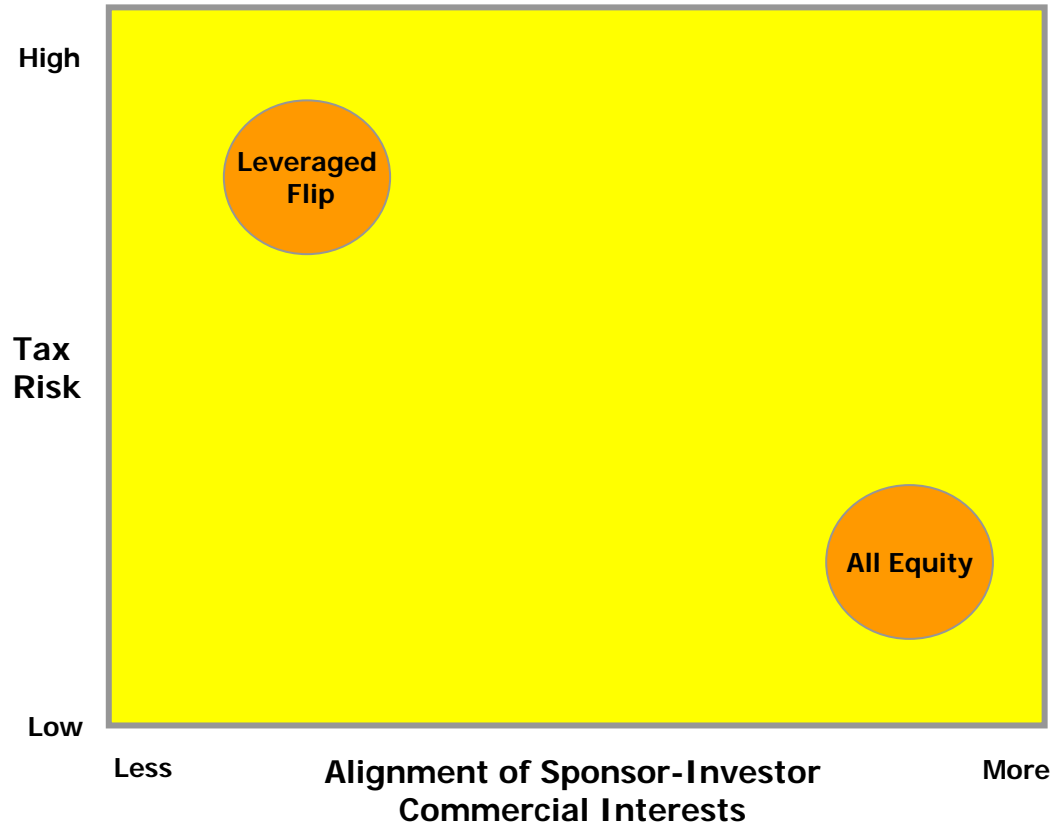 High
Leveraged
Flip
Tax
Risk
All Equity
Low
Less
Alignment of Sponsor-Investor
Commercial Interests
More